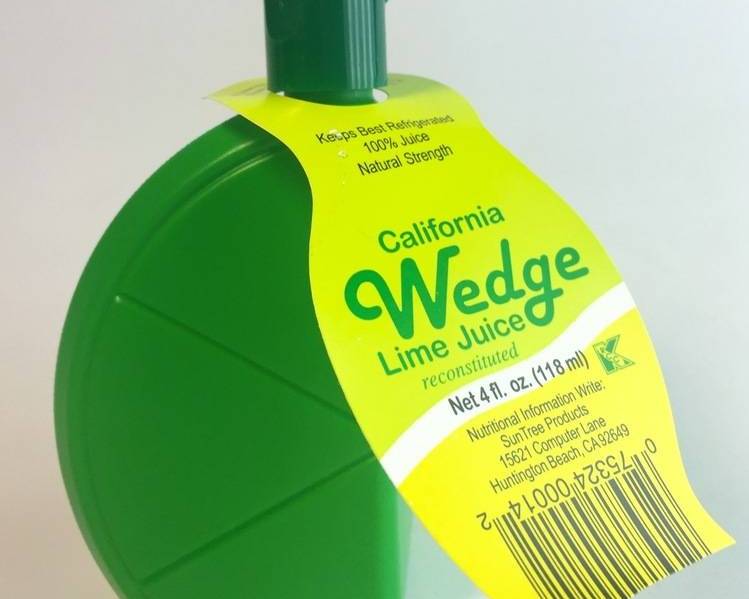 Keeps Best Refrigerated
100% Juice
Natural Strength
California
Wedge
Lime Juice
reconstituted
Net 4 fl. oz. (118 ml)
K
Nutritional Information Write:
SunTree Products
15621 Computer Lane
Huntington Beach, CA 92649
0 75324-00014 2